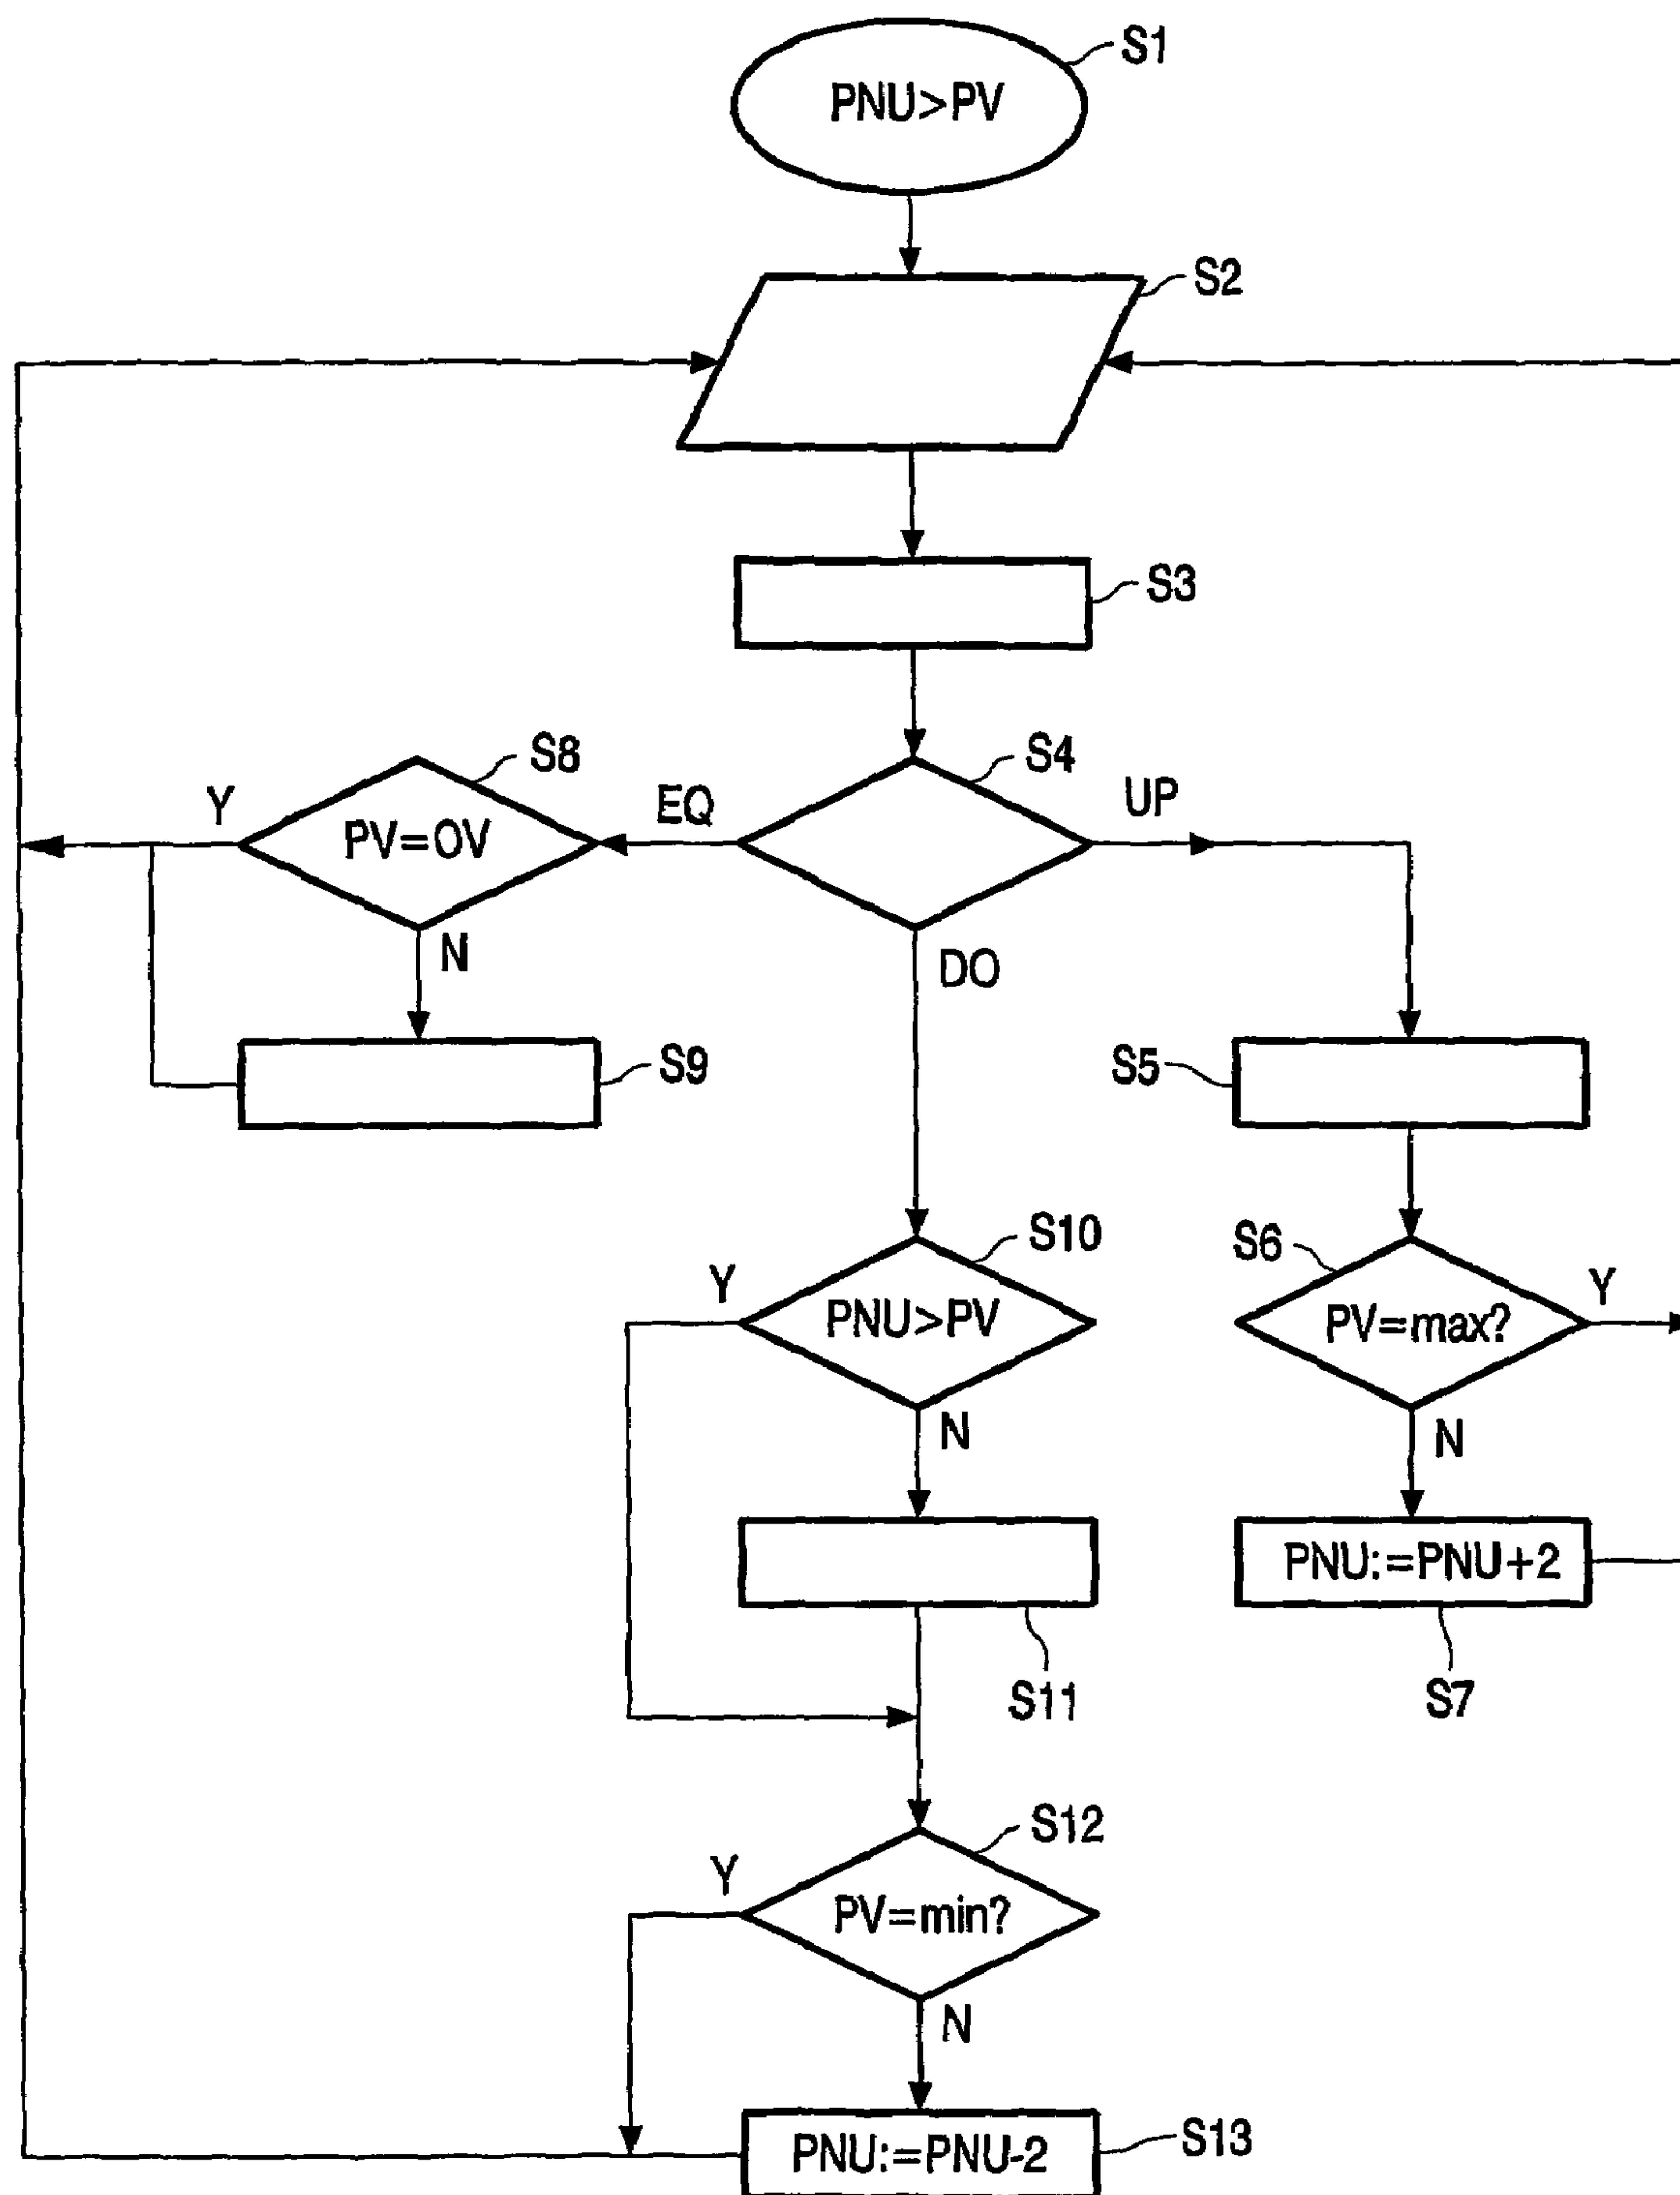 S1
PNU>PV
S2
S3
S4
S8
EQ
UP
Y
PV=OV
N
DO
S9
S5
S10
S6
Y
Y
PNU>PV
PV=max?
N
N
PNU:=PNU+2
S11
S7
S12
Y
PV=min?
N
S13
PNU:=PNU-2